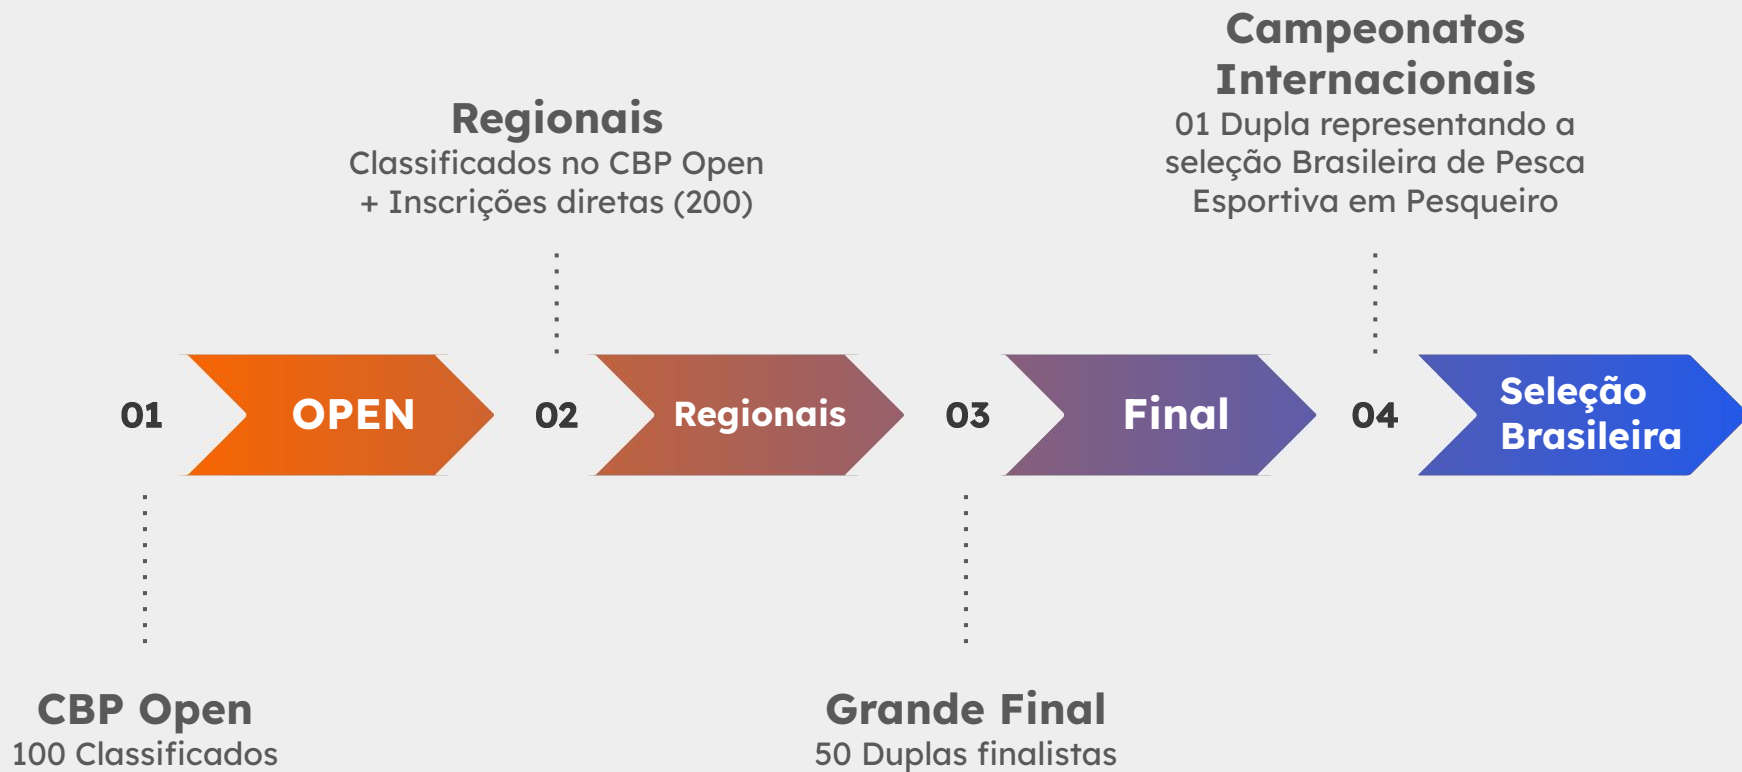 Campeonatos
Internacionais
01 Dupla representando a
seleção Brasileira de Pesca
Esportiva em Pesqueiro
Regionais
Classificados no CBP Open
+ Inscrições diretas (200)
01
OPEN
02
Regionais
03
Final
04
Seleção
Brasileira
CBP Open
100 Classificados
Grande Final
50 Duplas finalistas